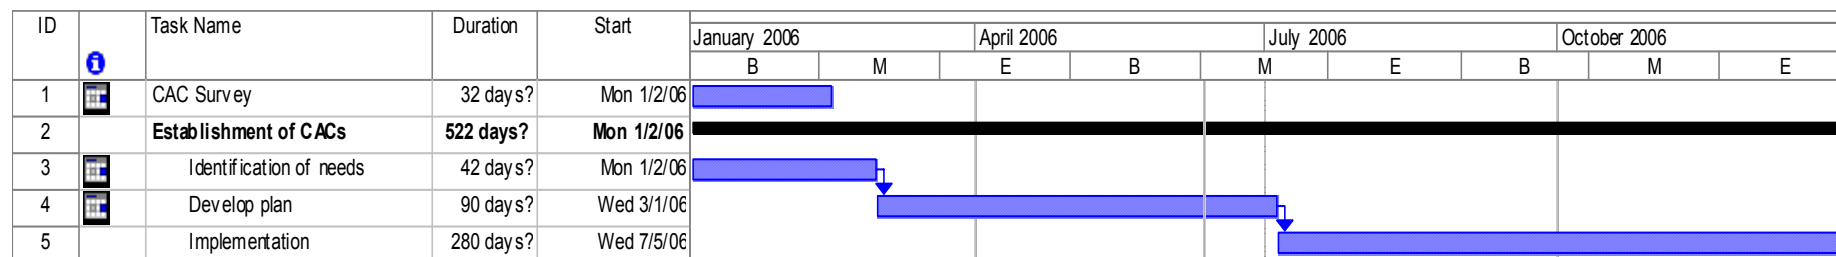 ID Task Name Duration Start
January 2006 April 2006 July 2006 October 2006
B M E B M E B M E
1 CAC Survey 32 days? Mon 1/2/06
2 Establishment of CACs 522 days? Mon 1/2/06
3 Identification of needs 42 days? Mon 1/2/06
4 Develop plan 90 days? Wed 3/1/06
5 Implementation 280 days? Wed 7/5/06